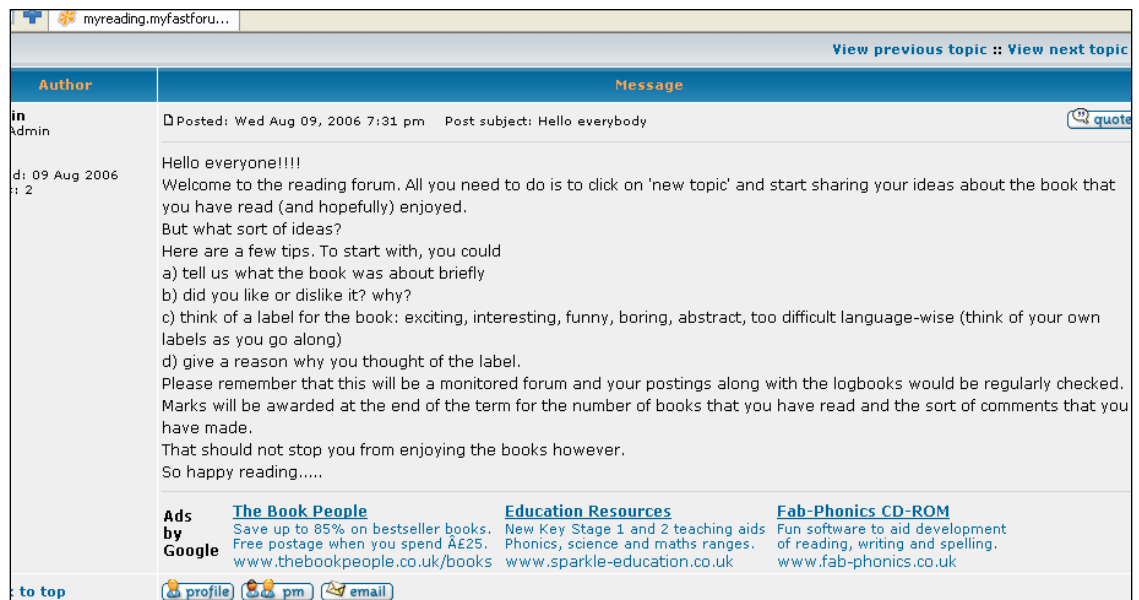 myreading.myfastforu...
View previous topic :: View next topic
Author Message
in
Admin
Posted: Wed Aug 09, 2006 7:31 pm Post subject: Hello everybody
quote
d: 09 Aug 2006
: 2
Hello everyone!!!!
Welcome to the reading forum. All you need to do is to click on 'new topic' and start sharing your ideas about the book that
you have read (and hopefully) enjoyed.
But what sort of ideas?
Here are a few tips. To start with, you could
a) tell us what the book was about briefly
b) did you like or dislike it? why?
c) think of a label for the book: exciting, interesting, funny, boring, abstract, too difficult language-wise (think of your own
labels as you go along)
d) give a reason why you thought of the label.
Please remember that this will be a monitored forum and your postings along with the logbooks would be regularly checked.
Marks will be awarded at the end of the term for the number of books that you have read and the sort of comments that you
have made.
That should not stop you from enjoying the books however.
So happy reading.....
Ads
by
Google
The Book People
Save up to 85% on bestseller books.
Free postage when you spend Â£25.
www.thebookpeople.co.uk/books
Education Resources
New Key Stage 1 and 2 teaching aids
Phonics, science and maths ranges.
www.sparkle-education.co.uk
Fab-Phonics CD-ROM
Fun software to aid development
of reading, writing and spelling.
www.fab-phonics.co.uk
to top
profile pm email